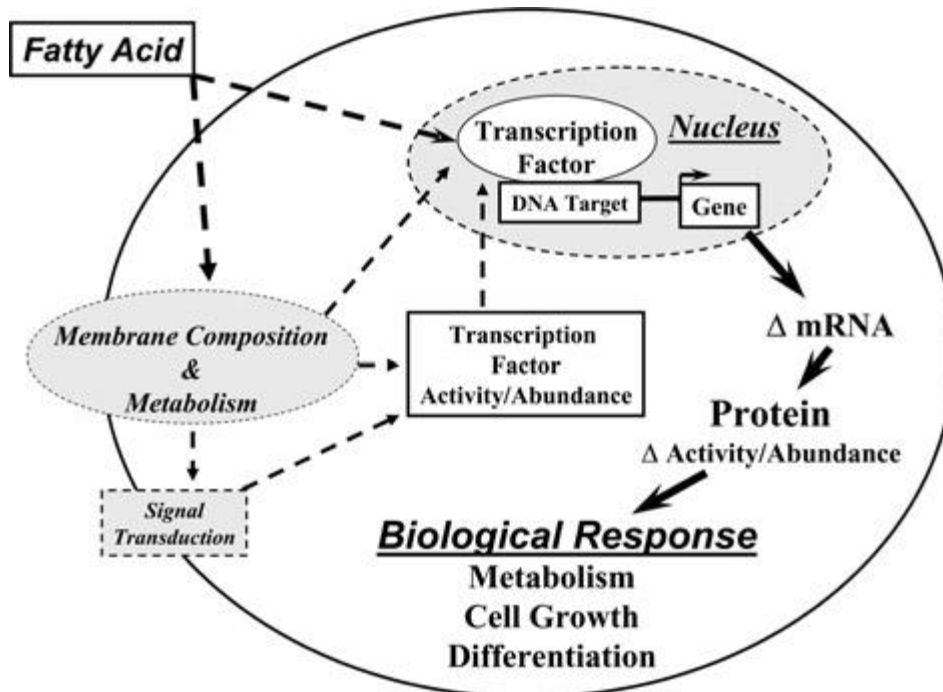 Fatty Acid
Transcription
Factor
Nucleus
DNA Target
Gene
Membrane Composition
&
Metabolism
Transcription
Factor
Activity/Abundance
Δ mRNA
Protein
Δ Activity/Abundance
Signal
Transduction
Biological Response
Metabolism
Cell Growth
Differentiation